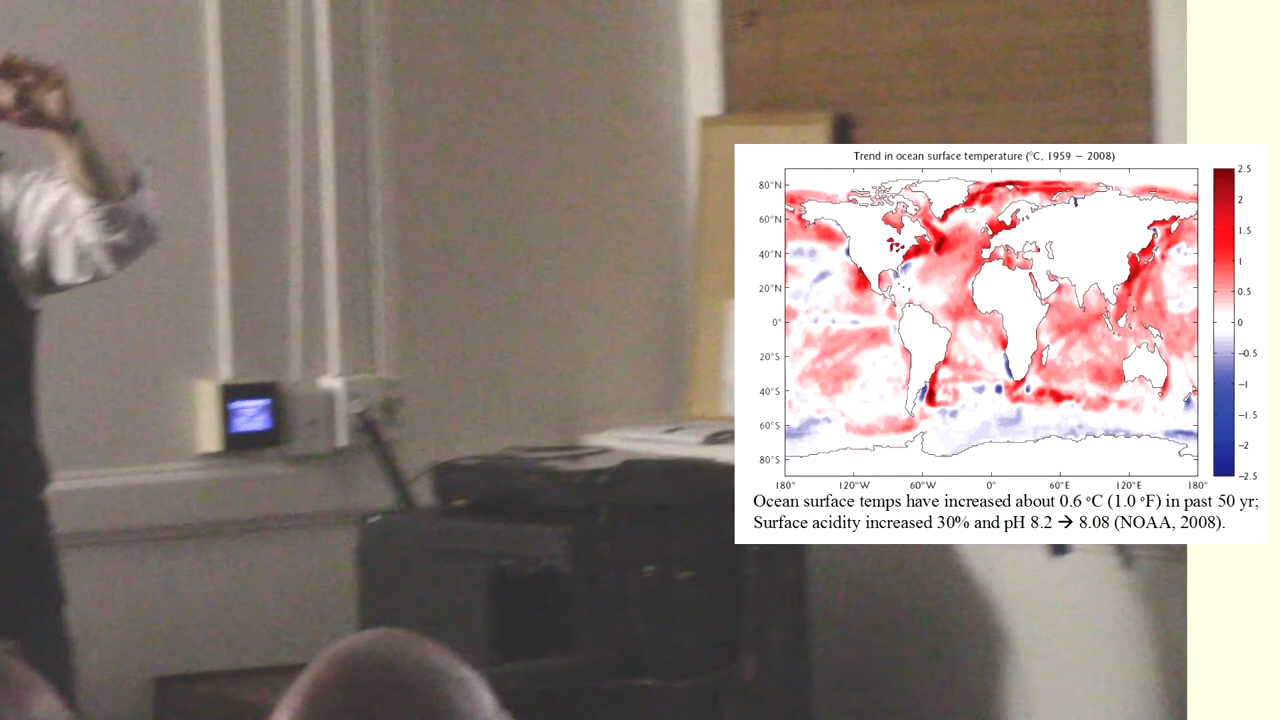 Trend in ocean surface temperature (°C, 1959 − 2008)
80°N
60°N
40°N
20°N
0°
20°S
40°S
60°S
80°S
180°
120°W
60°W
0°
60°E
120°E
180°
2.5
2
1.5
1
0.5
0
−0.5
−1
−1.5
−2
−2.5
Ocean surface temps have increased about 0.6 °C (1.0 °F) in past 50 yr;
Surface acidity increased 30% and pH 8.2 → 8.08 (NOAA, 2008).